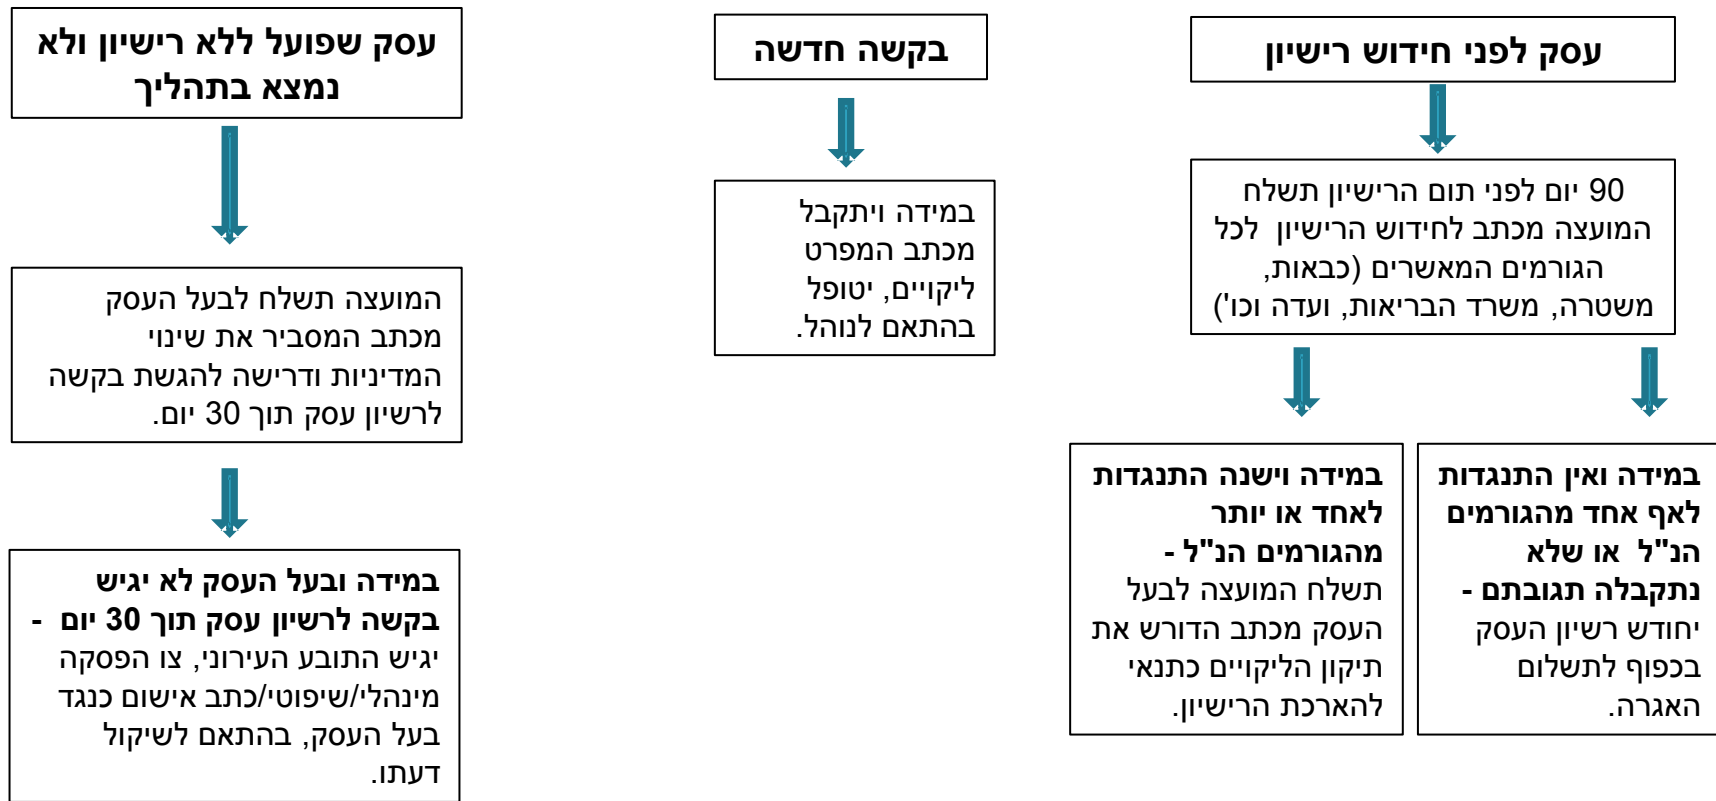 עסק לפני חידוש רישיון
90 יום לפני תום הרישיון תשלח
המועצה מכתב לחידוש הרישיון לכל
הגורמים המאשרים (כבאות,
משטרה, משרד הבריאות, ועדה וכו')
במידה ואין התנגדות
לאף אחד מהגורמים
הנ"ל או שלא
נתקבלה תגובתם -
יחודש רשיון העסק
בכפוף לתשלום
האגרה.
במידה וישנה התנגדות
לאחד או יותר
מהגורמים הנ"ל -
תשלח המועצה לבעל
העסק מכתב הדורש את
תיקון הליקויים כתנאי
להארכת הרישיון.
בקשה חדשה
במידה ויתקבל
מכתב המפרט
ליקויים, יטופל
בהתאם לנוהל.
עסק שפועל ללא רישיון ולא
נמצא בתהליך
המועצה תשלח לבעל העסק
מכתב המסביר את שינוי
המדיניות ודרישה להגשת בקשה
לרשיון עסק תוך 30 יום.
במידה ובעל העסק לא יגיש
בקשה לרשיון עסק תוך 30 יום -
יגיש התובע העירוני, צו הפסקה
מינהלי/שיפוטי/כתב אישום כנגד
בעל העסק, בהתאם לשיקול
דעתו.